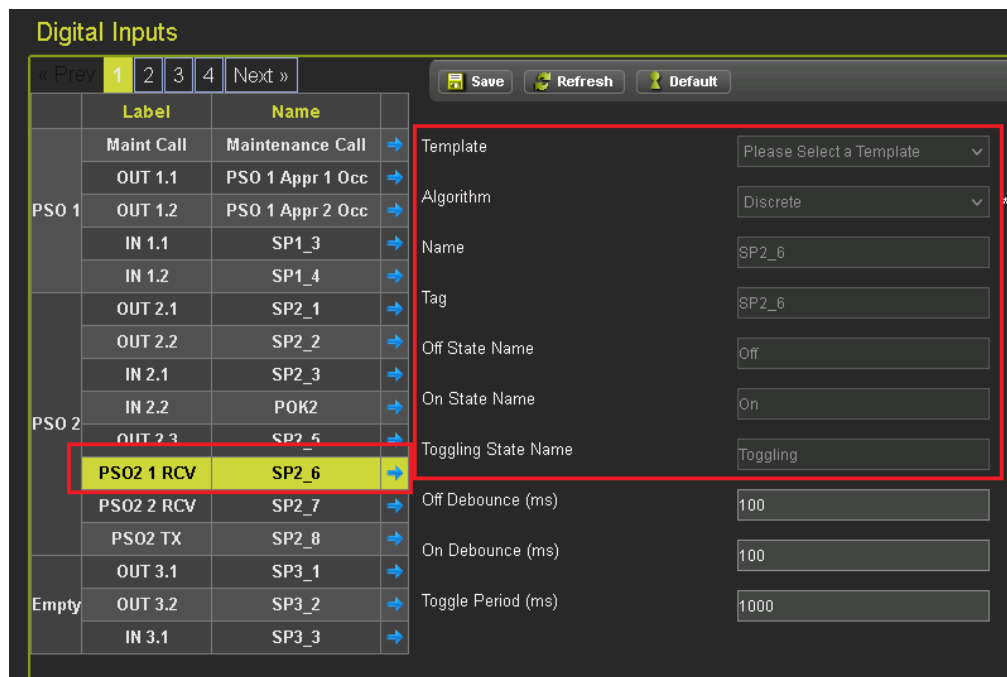 Digital Inputs
« Prev 1 2 3 4 Next »
Save Refresh Default
Label Name
PSO 1
Maint Call Maintenance Call
OUT 1.1 PSO 1 Appr 1 Occ
OUT 1.2 PSO 1 Appr 2 Occ
IN 1.1 SP1_3
IN 1.2 SP1_4
PSO 2
OUT 2.1 SP2_1
OUT 2.2 SP2_2
IN 2.1 SP2_3
IN 2.2 POK2
OUT 2.3 SP2_5
PSO2 1 RCV SP2_6
PSO2 2 RCV SP2_7
PSO2 TX SP2_8
Empty
OUT 3.1 SP3_1
OUT 3.2 SP3_2
IN 3.1 SP3_3
Template Please Select a Template
Algorithm Discrete *
Name SP2_6
Tag SP2_6
Off State Name Off
On State Name On
Toggling State Name Toggling
Off Debounce (ms) 100
On Debounce (ms) 100
Toggle Period (ms) 1000